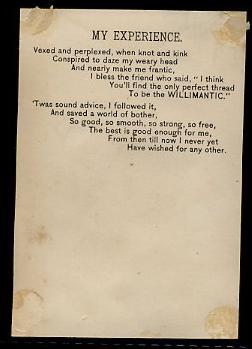 MY EXPERIENCE.
Vexed and perplexed, when knot and kink
Conspired to daze my weary head
And nearly make me frantic,
I bless the friend who said, "I think
You'll find the only perfect thread
To be the WILLIMANTIC."
'Twas sound advice, I followed it,
And saved a world of bother,
So good, so smooth, so strong, so free,
The best is good enough for me,
From then till now I never yet
Have wished for any other.